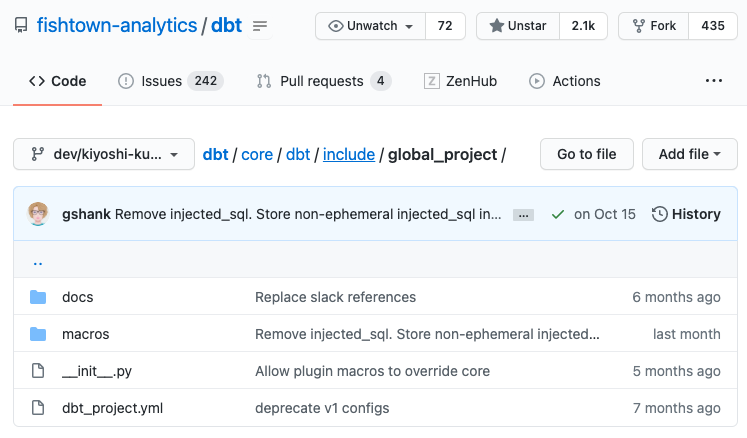 fishtown-analytics / dbt
Unwatch 72
Unstar 2.1k
Fork 435
Code
Issues 242
Pull requests 4
ZenHub
Actions
...
dev/kiyoshi-ku...
dbt / core / dbt / include / global_project /
Go to file
Add file
gshank Remove injected_sql. Store non-ephemeral injected_sql in... ... on Oct 15 History
..
docs Replace slack references 6 months ago
macros Remove injected_sql. Store non-ephemeral injected... last month
__init__.py Allow plugin macros to override core 5 months ago
dbt_project.yml deprecate v1 configs 7 months ago